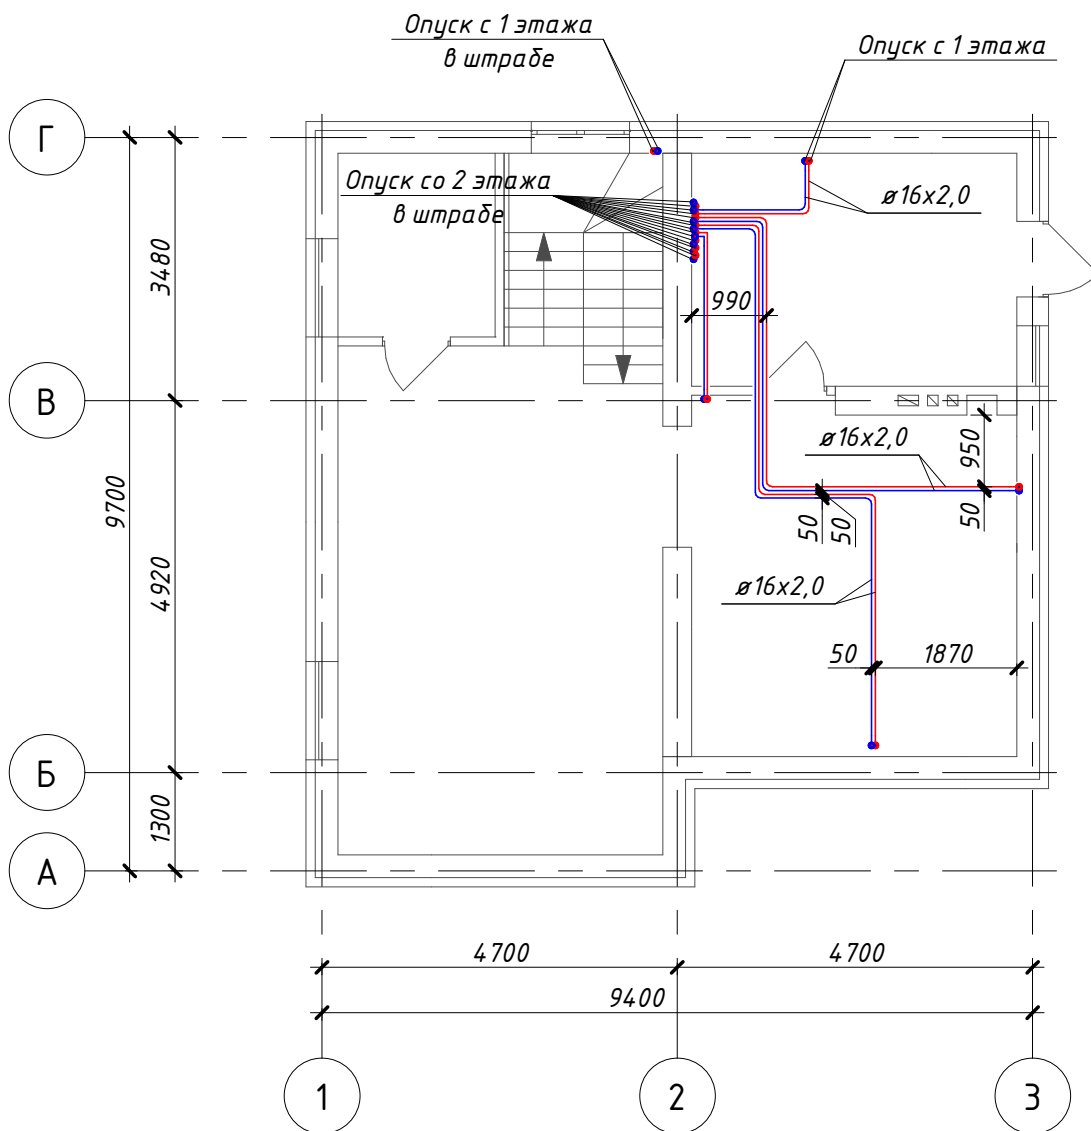 Опуск с 1 этажа
в штрабе
Опуск с 1 этажа
Г
Опуск со 2 этажа
в штрабе
ø16x2,0
3480
990
В
ø16x2,0
950
9700
50
50
50
4920
ø16x2,0
50
1870
Б
1300
А
4700
4700
9400
1
2
3